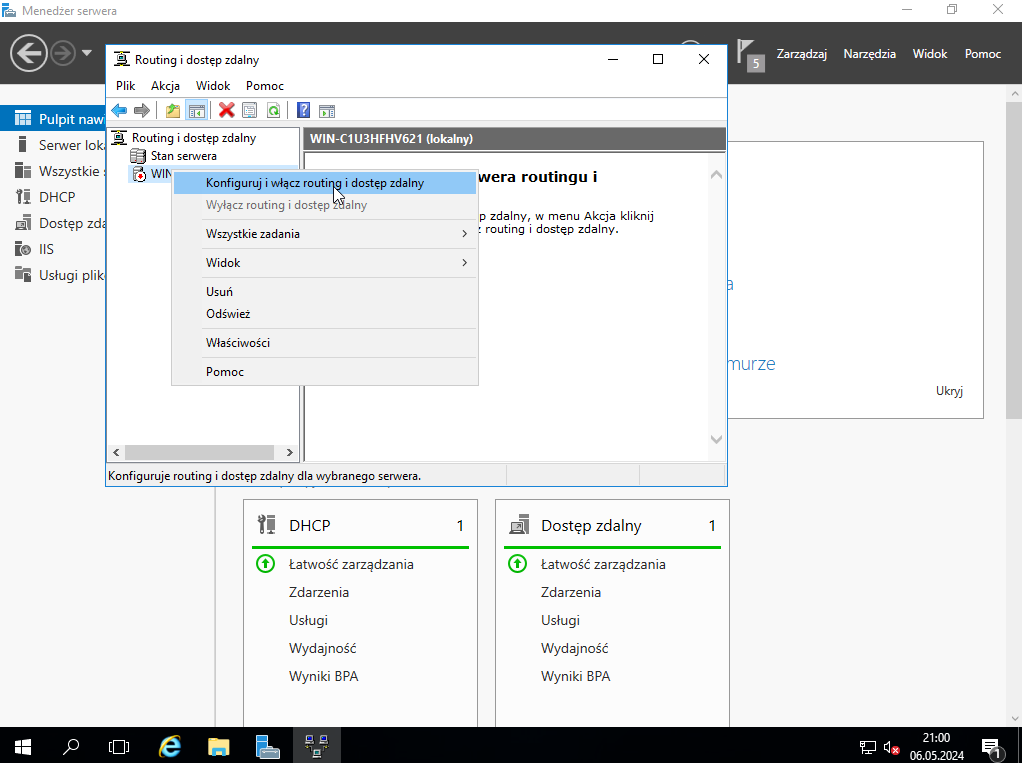 Menedżer serwera
5
Zarządzaj Narzędzia Widok Pomoc
Routing i dostęp zdalny
Plik Akcja Widok Pomoc
Pulpit nawi
Serwer loka
Wszystkie s
DHCP
Dostęp zda
IIS
Usługi plik
Routing i dostęp zdalny
Stan serwera
WIN
WIN-C1U3HFHV621 (lokalny)
wera routingu i
p zdalny, w menu Akcja kliknij
z routing i dostęp zdalny.
Konfiguruj i włącz routing i dostęp zdalny
Wyłącz routing i dostęp zdalny
Wszystkie zadania
Widok
Usuń
Odśwież
Właściwości
Pomoc
a
murze
Ukryj
Konfiguruje routing i dostęp zdalny dla wybranego serwera.
DHCP 1
Łatwość zarządzania
Zdarzenia
Usługi
Wydajność
Wyniki BPA
Dostęp zdalny 1
Łatwość zarządzania
Zdarzenia
Usługi
Wydajność
Wyniki BPA
21:00
06.05.2024
1